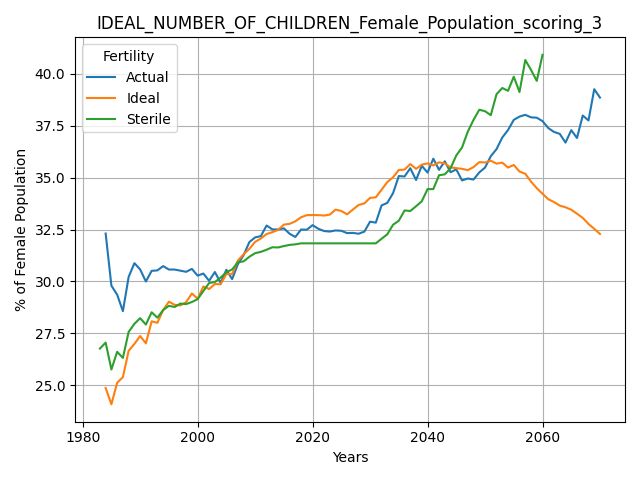 IDEAL_NUMBER_OF_CHILDREN_Female_Population_scoring_3
Fertility
Actual
Ideal
Sterile
% of Female Population
40.0
37.5
35.0
32.5
30.0
27.5
25.0
1980 2000 2020 2040 2060
Years